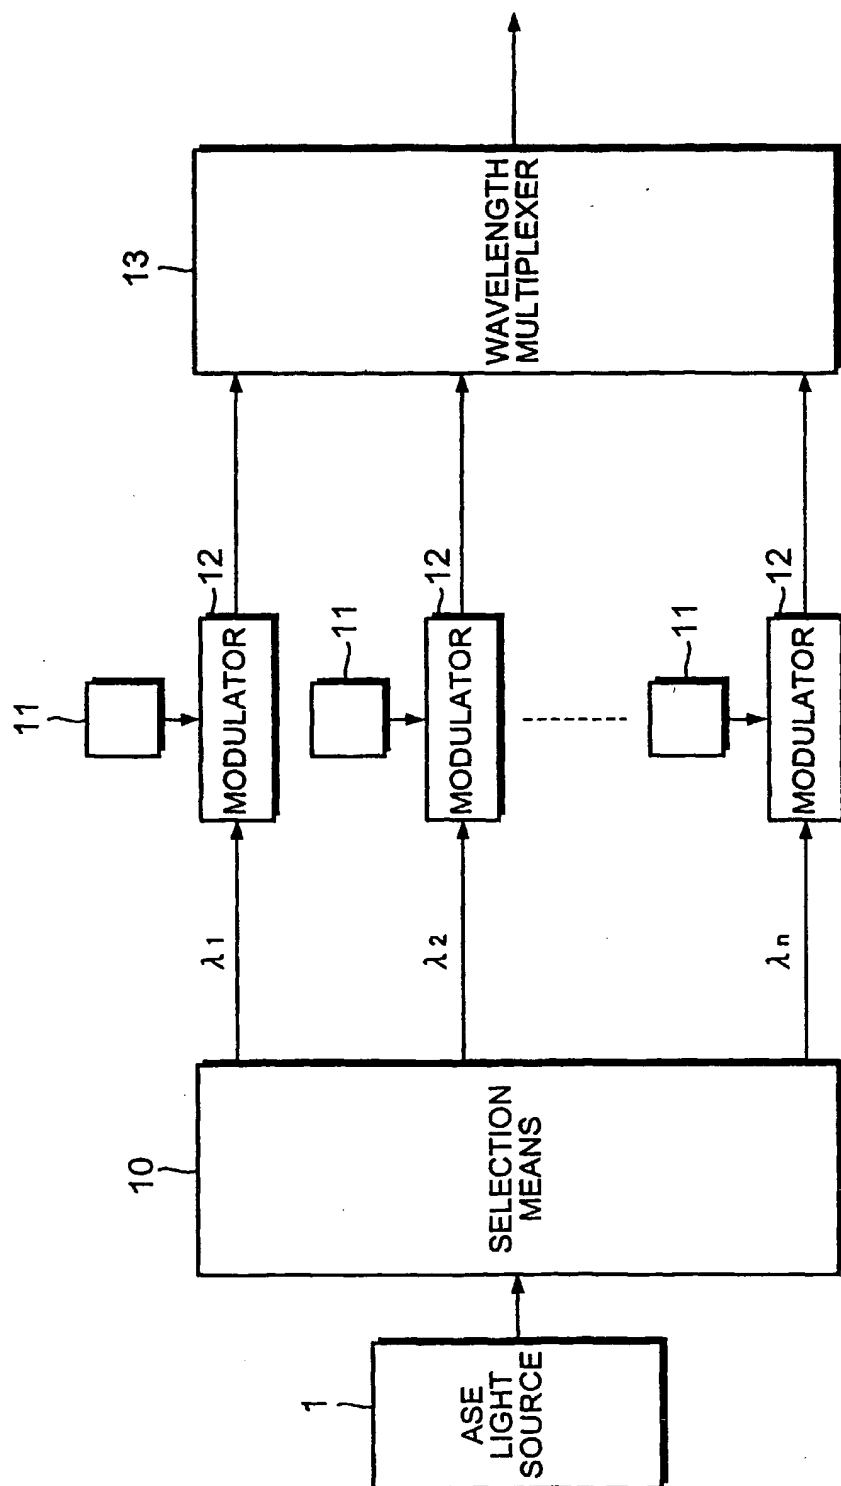 1
ASE
LIGHT
SOURCE
10
SELECTION
MEANS
λ1
λ2
λn
11
MODULATOR
12
11
MODULATOR
12
11
MODULATOR
12
13
WAVELENGTH
MULTIPLEXER